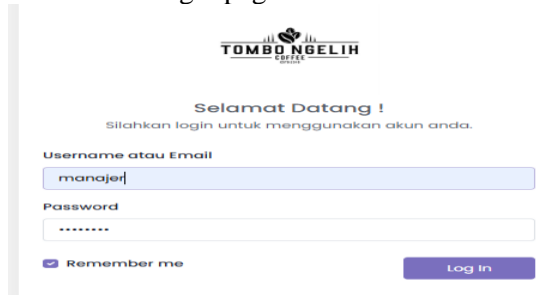 TOMBO NGELIH
COFFEE
Selamat Datang !
Silahkan login untuk menggunakan akun anda.
Username atau Email
manajer
Password
••••••••
Remember me
Log In